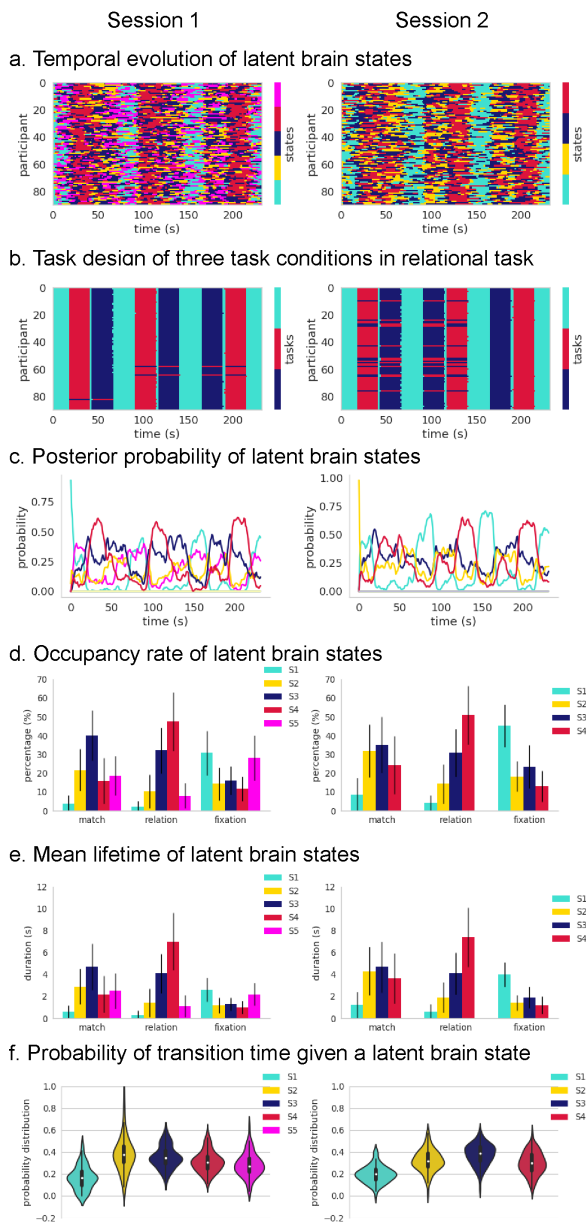 Session 1
Session 2
a. Temporal evolution of latent brain states
0
20
40
60
80
participant
0 50 100 150 200
time (s)
states
0
20
40
60
80
participant
0 50 100 150 200
time (s)
states
b. Task design of three task conditions in relational task
0
20
40
60
80
participant
0 50 100 150 200
time (s)
tasks
0
20
40
60
80
participant
0 50 100 150 200
time (s)
tasks
c. Posterior probability of latent brain states
0.75
0.50
0.25
0.00
probability
0 50 100 150 200
time (s)
1.00
0.75
0.50
0.25
0.00
probability
0 50 100 150 200
time (s)
d. Occupancy rate of latent brain states
70
60
50
40
30
20
10
0
percentage (%)
match relation fixation
S1
S2
S3
S4
S5
70
60
50
40
30
20
10
0
percentage (%)
match relation fixation
S1
S2
S3
S4
e. Mean lifetime of latent brain states
12
10
8
6
4
2
0
duration (s)
match relation fixation
S1
S2
S3
S4
S5
12
10
8
6
4
2
0
duration (s)
match relation fixation
S1
S2
S3
S4
f. Probability of transition time given a latent brain state
1.0
0.8
0.6
0.4
0.2
0.0
−0.2
probability distribution
S1
S2
S3
S4
S5
1.0
0.8
0.6
0.4
0.2
0.0
−0.2
probability distribution
S1
S2
S3
S4